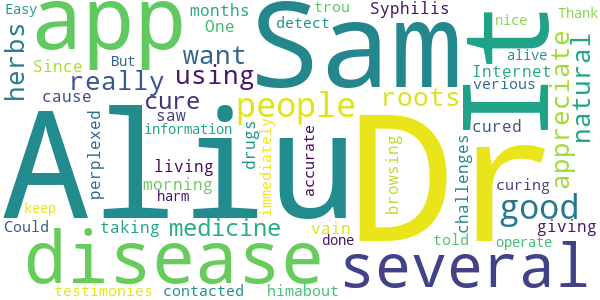 Easy
months
trou
Syphilis
nice
Thank
app
Sam
It
One
detect
Internet
alive
But
Since
want
verious
herbs
really
using
saw
cause
cure
people
roots
appreciate
natural
cured
Aliu
Dr
perplexed
information
drugs
immediately
accurate
browsing
challenges
living
morning
harm
curing
giving
keep
Could
taking
medicine
vain
good
done
told
operate
disease
several
testimonies
contacted
himabout